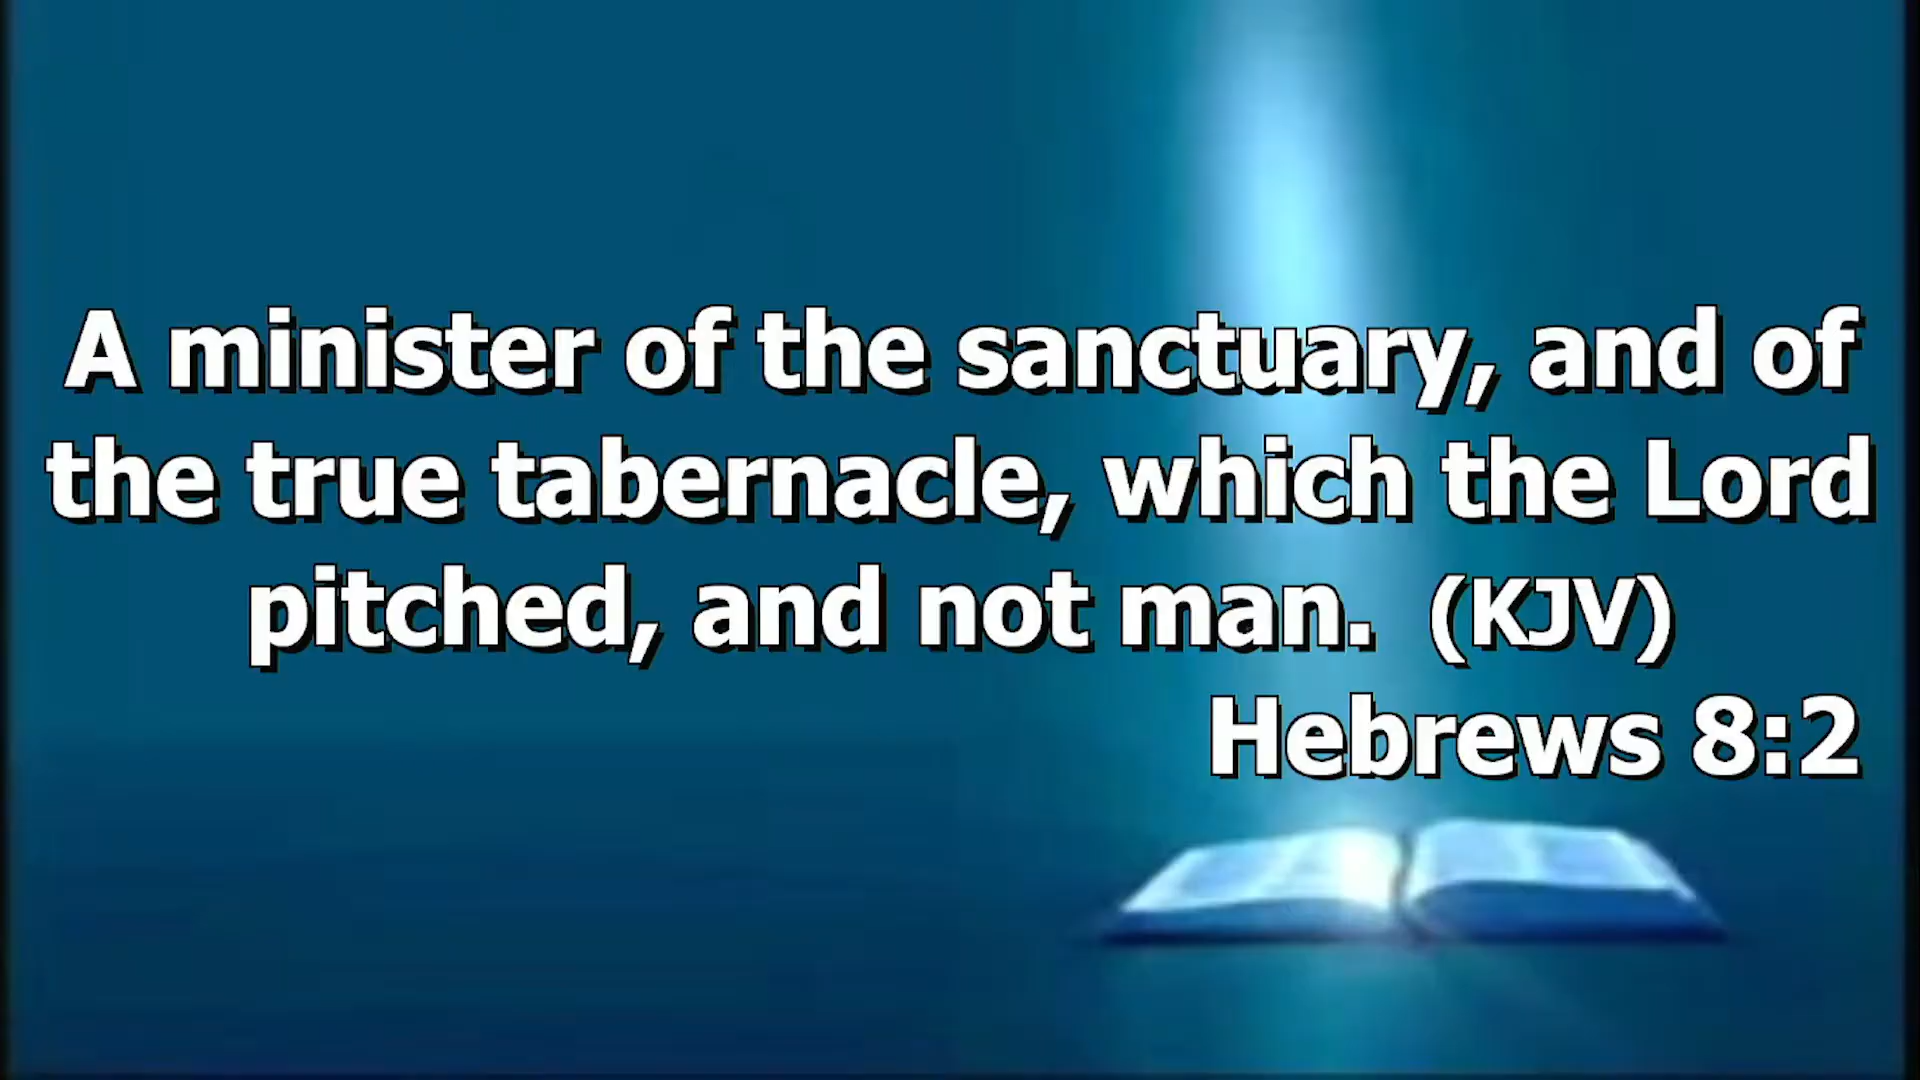 A minister of the sanctuary, and of
the true tabernacle, which the Lord
pitched, and not man.  (KJV)
Hebrews 8:2